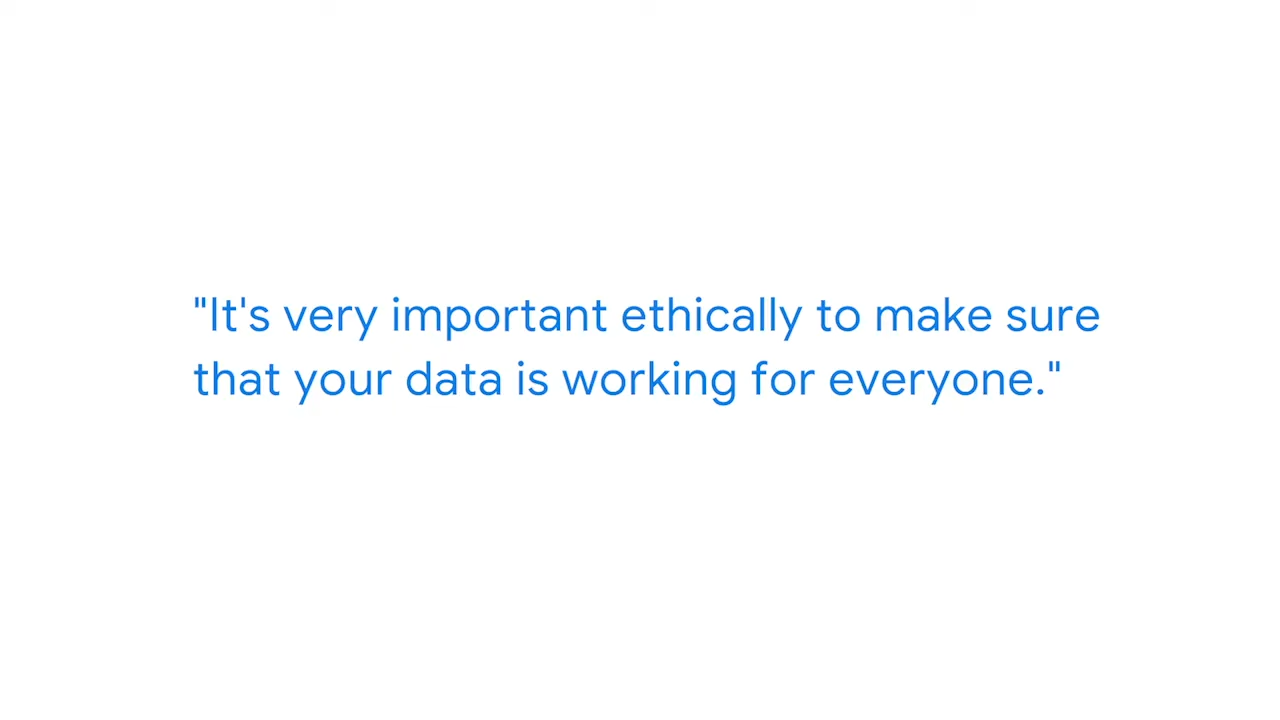 "It's very important ethically to make sure
that your data is working for everyone."